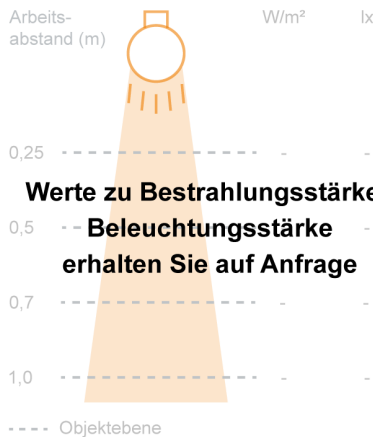 Arbeits- W/m² lx
abstand (m)
0,25 - -
Werte zu Bestrahlungsstärke
0,5 - Beleuchtungsstärke -
erhalten Sie auf Anfrage
0,7 - -
1,0 - -
---- Objektebene